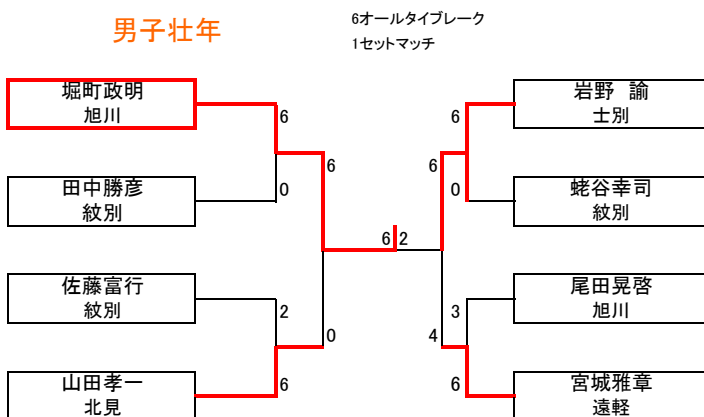 男子壮年
6オールタイブレーク
1セットマッチ
堀町政明
旭川
6
田中勝彦
紋別
0
6
佐藤富行
紋別
2
山田孝一
北見
6
0
6 2
岩野 諭
士別
6
蛯谷幸司
紋別
0
6
尾田晃啓
旭川
3
宮城雅章
遠軽
6
4